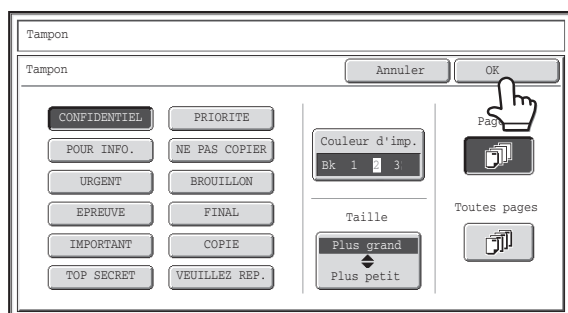 Tampon
Tampon
Annuler
OK
CONFIDENTIEL
PRIORITE
POUR INFO.
NE PAS COPIER
URGENT
BROUILLON
EPREUVE
FINAL
IMPORTANT
COPIE
TOP SECRET
VEUILLEZ REP.
Couleur d'imp.
Bk 1 2 3
Taille
Plus grand
Plus petit
Toutes pages